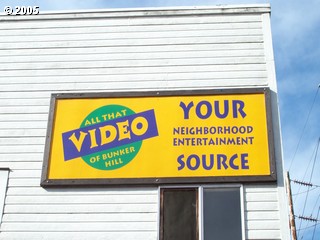 © 2005
ALL THAT
VIDEO
OF BUNKER
HILL
YOUR
NEIGHBORHOOD
ENTERTAINMENT
SOURCE